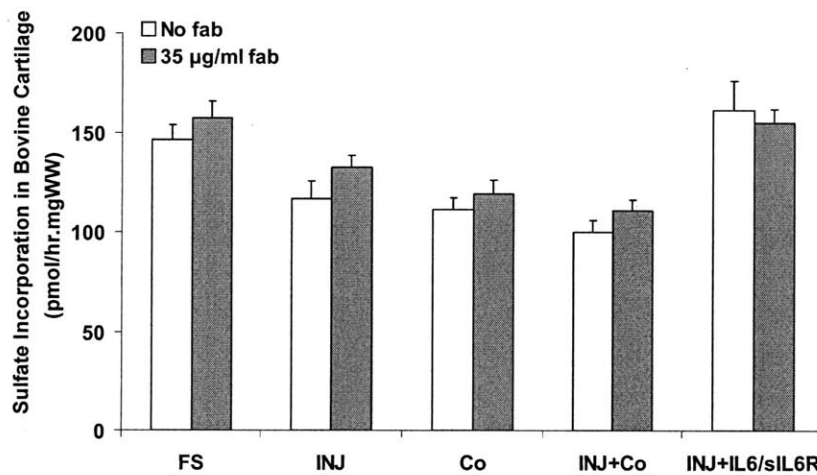 Sulfate Incorporation in Bovine Cartilage
(pmol/hr.mgWW)
No fab
35 µg/ml fab
200
150
100
50
0
FS INJ Co INJ+Co INJ+IL6/sIL6R